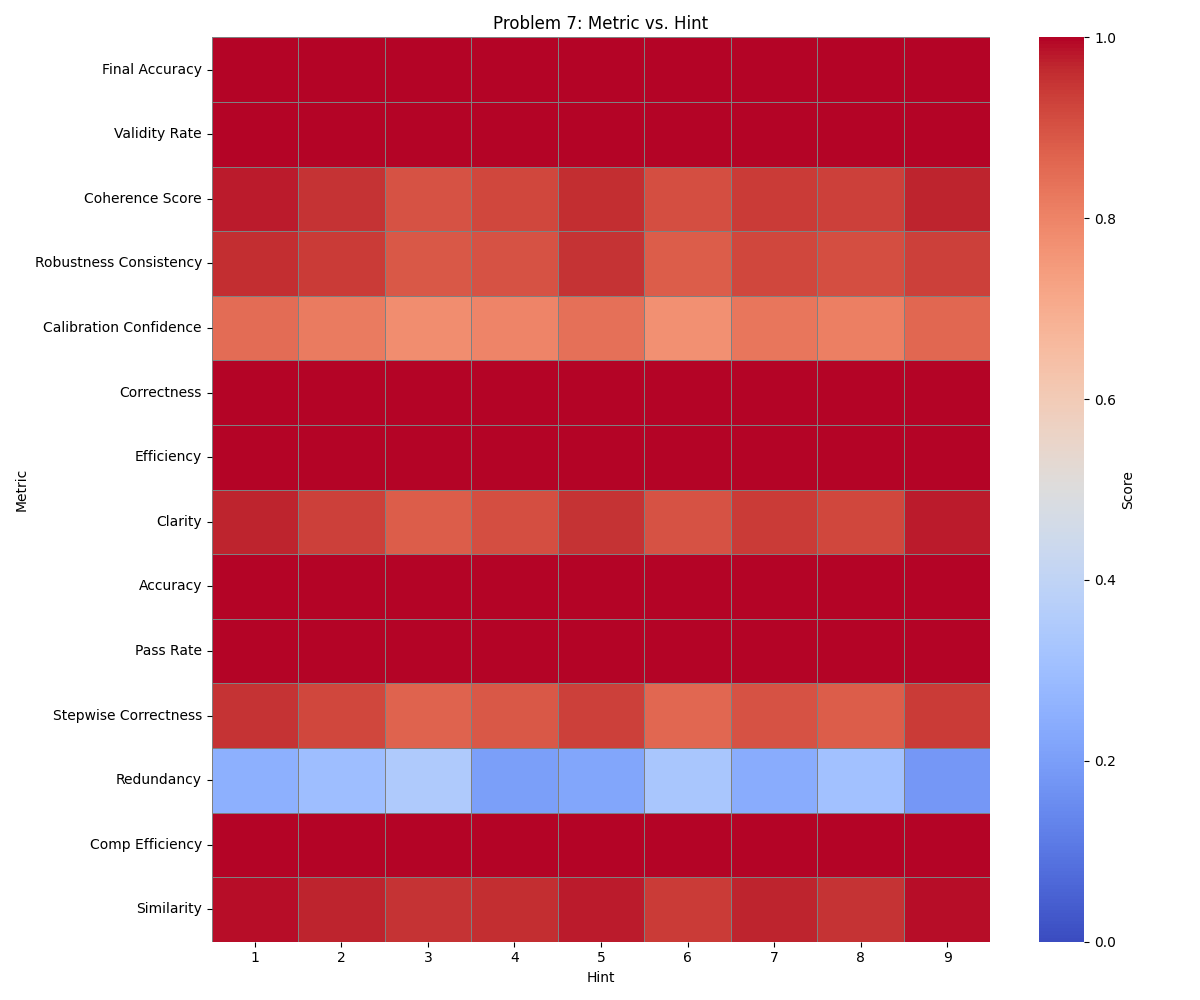 Problem 7: Metric vs. Hint
Final Accuracy
Validity Rate
Coherence Score
Robustness Consistency
Calibration Confidence
Correctness
Efficiency
Clarity
Accuracy
Pass Rate
Stepwise Correctness
Redundancy
Comp Efficiency
Similarity
Metric
1 2 3 4 5 6 7 8 9
Hint
1.0
0.8
0.6
0.4
0.2
0.0
Score